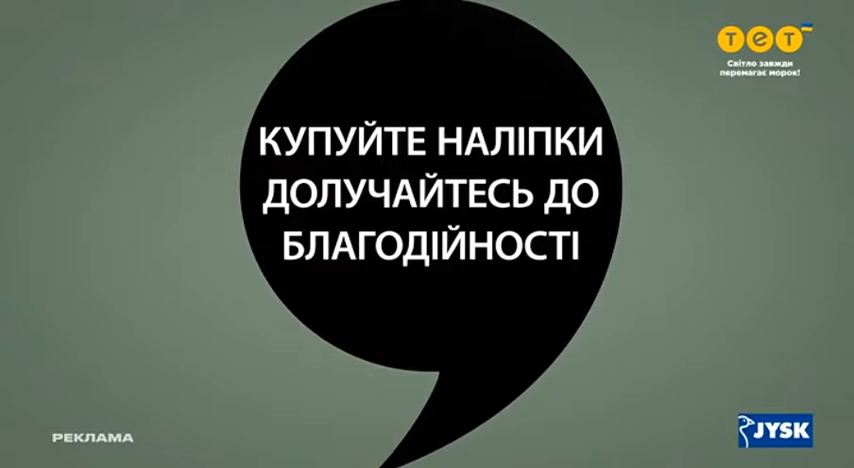 тет
Світло завжди
перемагає морок!
КУПУЙТЕ НАЛІПКИ
ДОЛУЧАЙТЕСЬ ДО
БЛАГОДІЙНОСТІ
РЕКЛАМА
JYSK